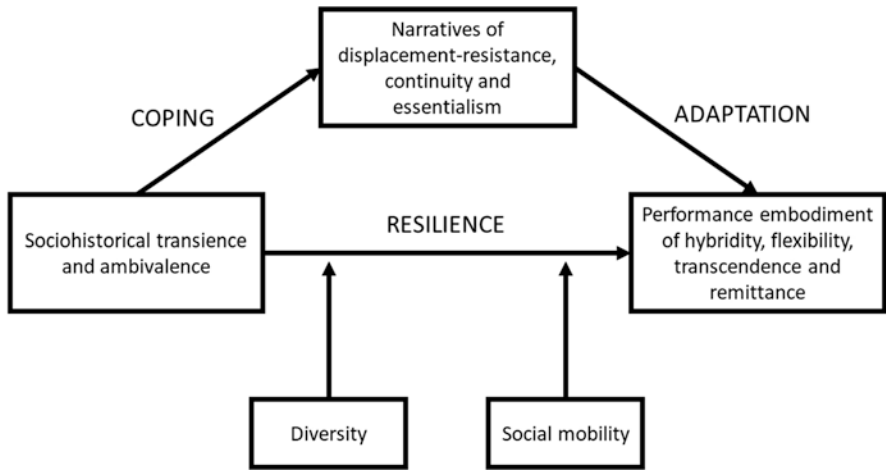 Narratives of
displacement-resistance,
continuity and
essentialism
COPING
ADAPTATION
Sociohistorical transience
and ambivalence
RESILIENCE
Performance embodiment
of hybridity, flexibility,
transcendence and
remittance
Diversity
Social mobility